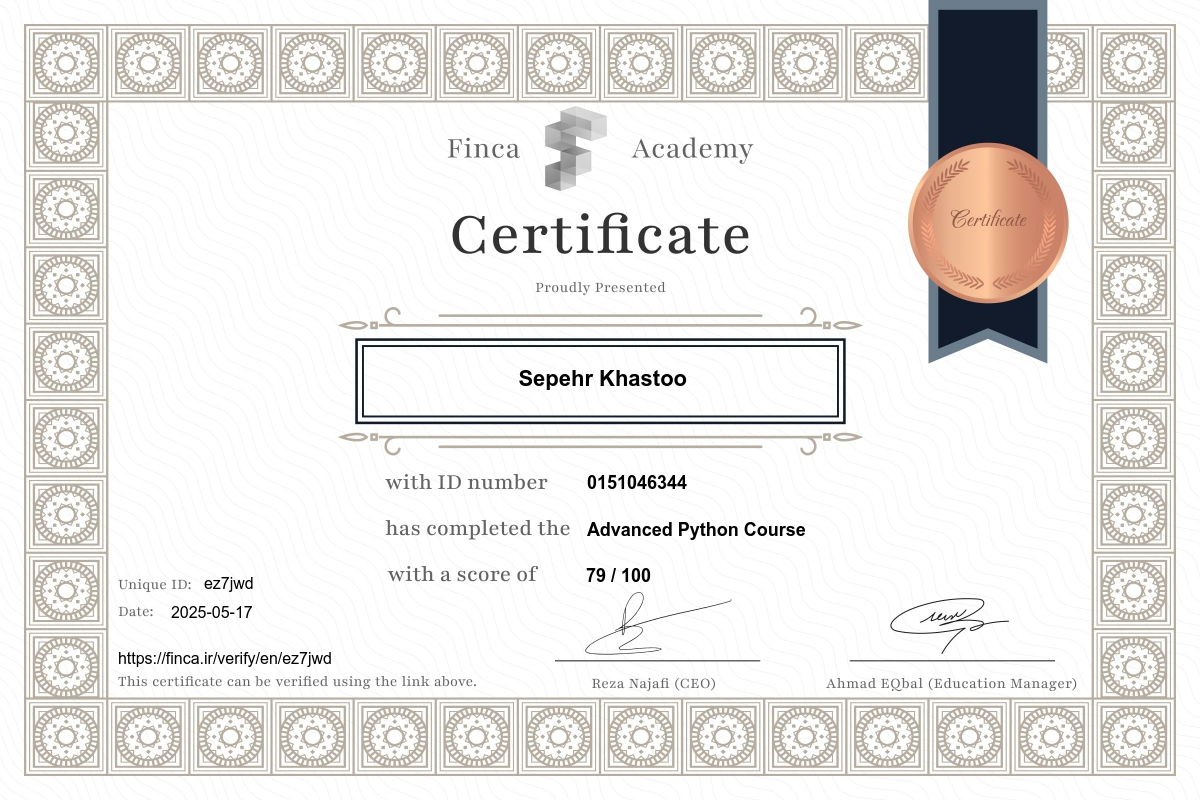 Finca Academy
Certificate
Certificate
Proudly Presented
Sepehr Khastoo
with ID number 0151046344
has completed the Advanced Python Course
with a score of 79 / 100
Unique ID: ez7jwd
Date: 2025-05-17
https://finca.ir/verify/en/ez7jwd
This certificate can be verified using the link above.
Reza Najafi (CEO)
Ahmad EQbal (Education Manager)